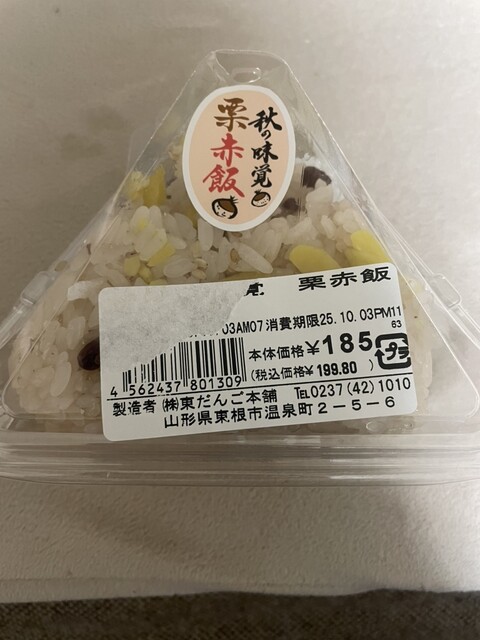 秋の味覚
栗赤飯
覚 栗赤飯
03AM07 消費期限25.10.03PM11
63
本体価格¥185
(税込価格¥199.80)
プラ
4 562437 801309
製造者 ㈱東だんご本舗 ℡0237(42)1010
山形県東根市温泉町2-5-6